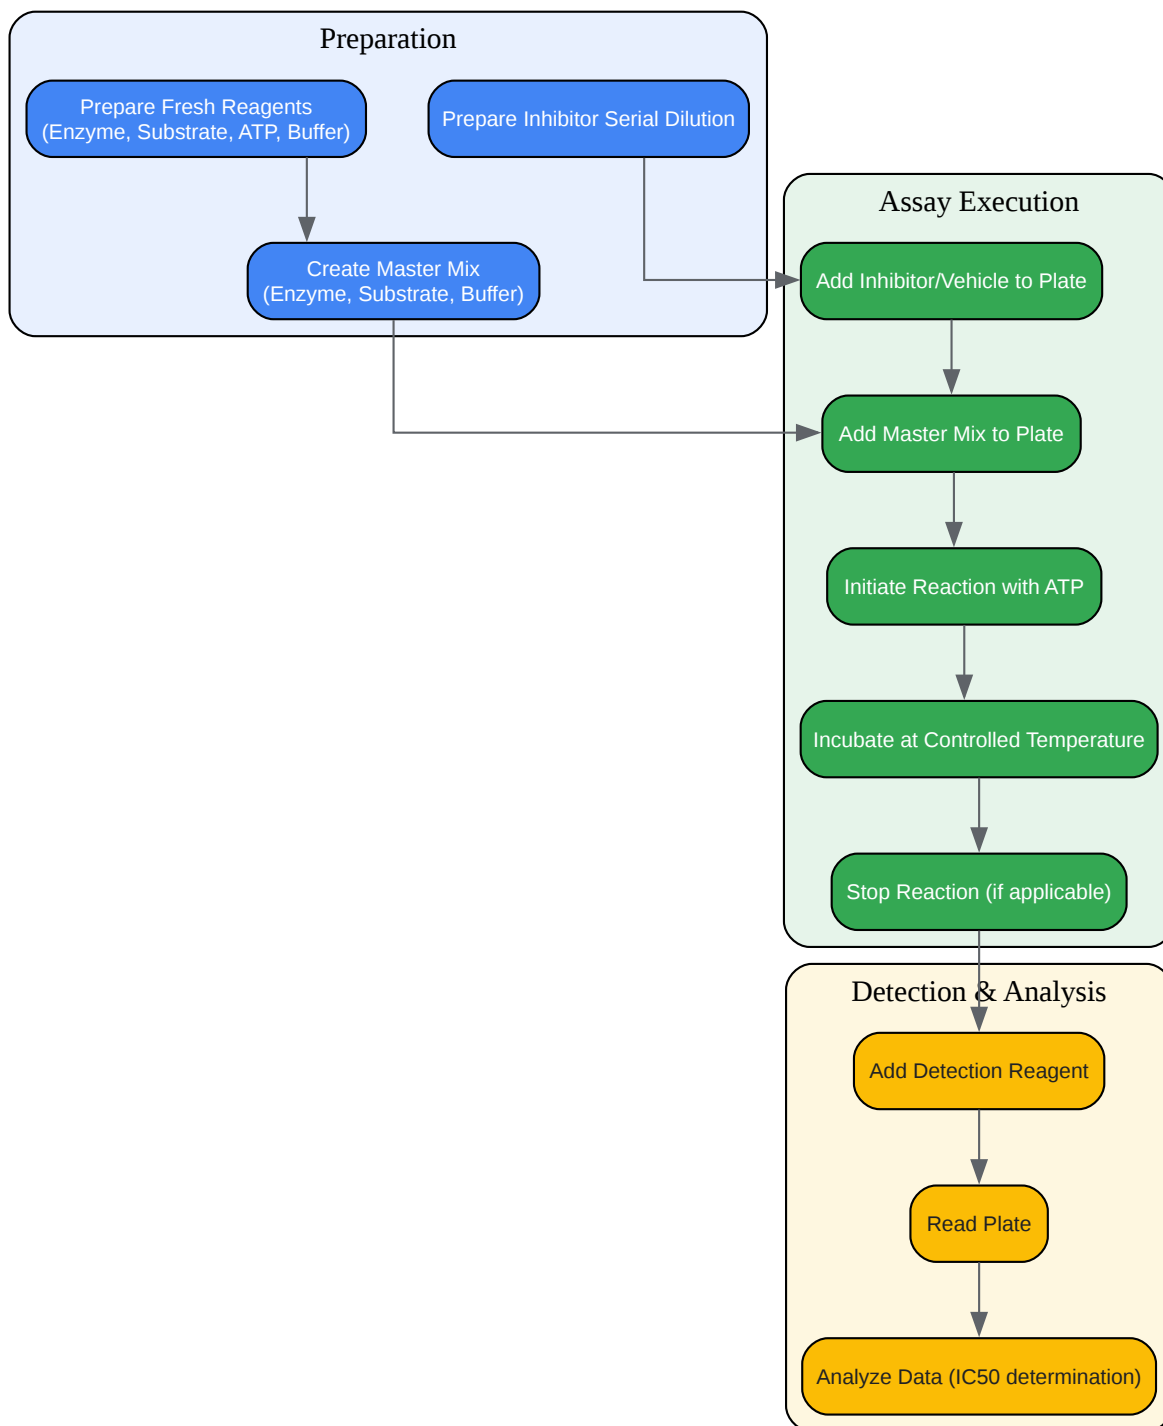 Preparation
Prepare Fresh Reagents
(Enzyme, Substrate, ATP, Buffer)
Prepare Inhibitor Serial Dilution
Create Master Mix
(Enzyme, Substrate, Buffer)
Assay Execution
Add Inhibitor/Vehicle to Plate
Add Master Mix to Plate
Initiate Reaction with ATP
Incubate at Controlled Temperature
Stop Reaction (if applicable)
Detection & Analysis
Add Detection Reagent
Read Plate
Analyze Data (IC50 determination)